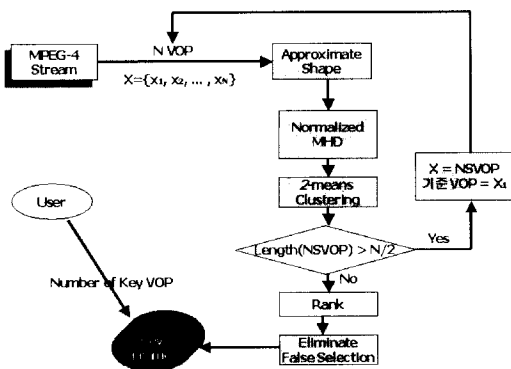 MPEG-4
Stream
N VOP
X={x₁, x₂, ... , x_N}
Approximate
Shape
Normalized
MHD
2-means
Clustering
X = NSVOP
기준 VOP = X₁
User
Length(NSVOP) > N/2
Yes
No
Number of Key VOP
Rank
Eliminate
False Selection